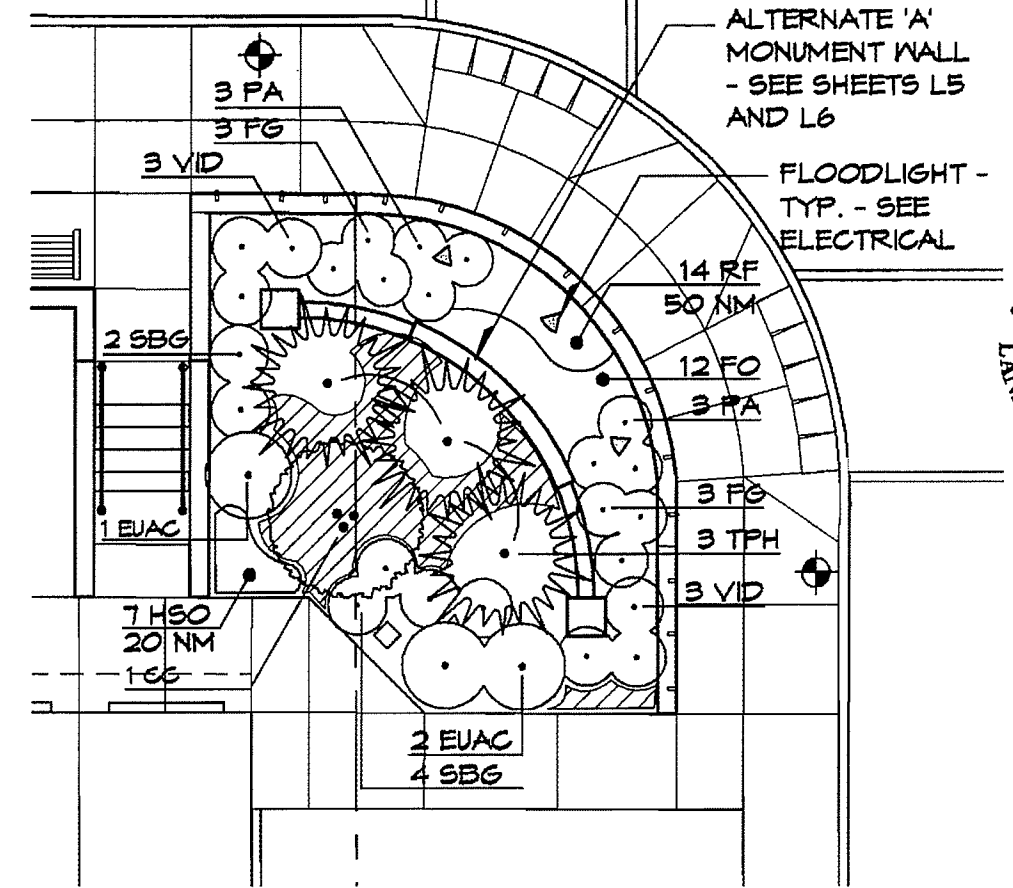 ALTERNATE 'A'
MONUMENT WALL
- SEE SHEETS L5
AND L6
3 PA
3 FG
3 VID
FLOODLIGHT -
TYP. - SEE
ELECTRICAL
14 RF
50 NM
2 SBG
12 FO
3 PA
3 FG
1 EUAC
3 TPH
3 VID
7 HSO
20 NM
1 CC
2 EUAC
4 SBG